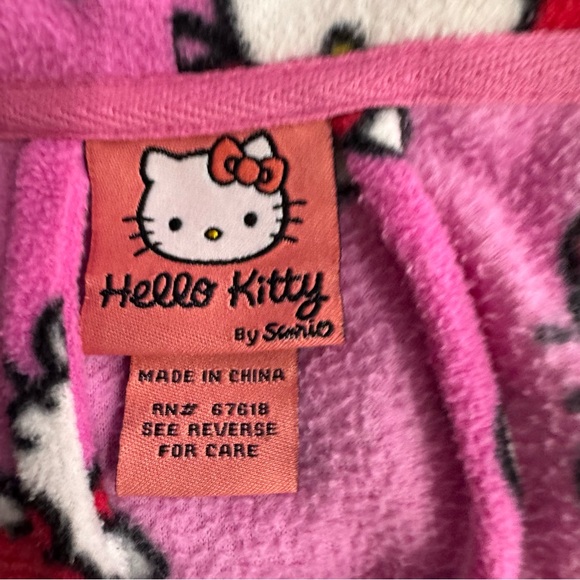 Hello Kitty
By Sanrio
MADE IN CHINA
RN# 67618
SEE REVERSE
FOR CARE